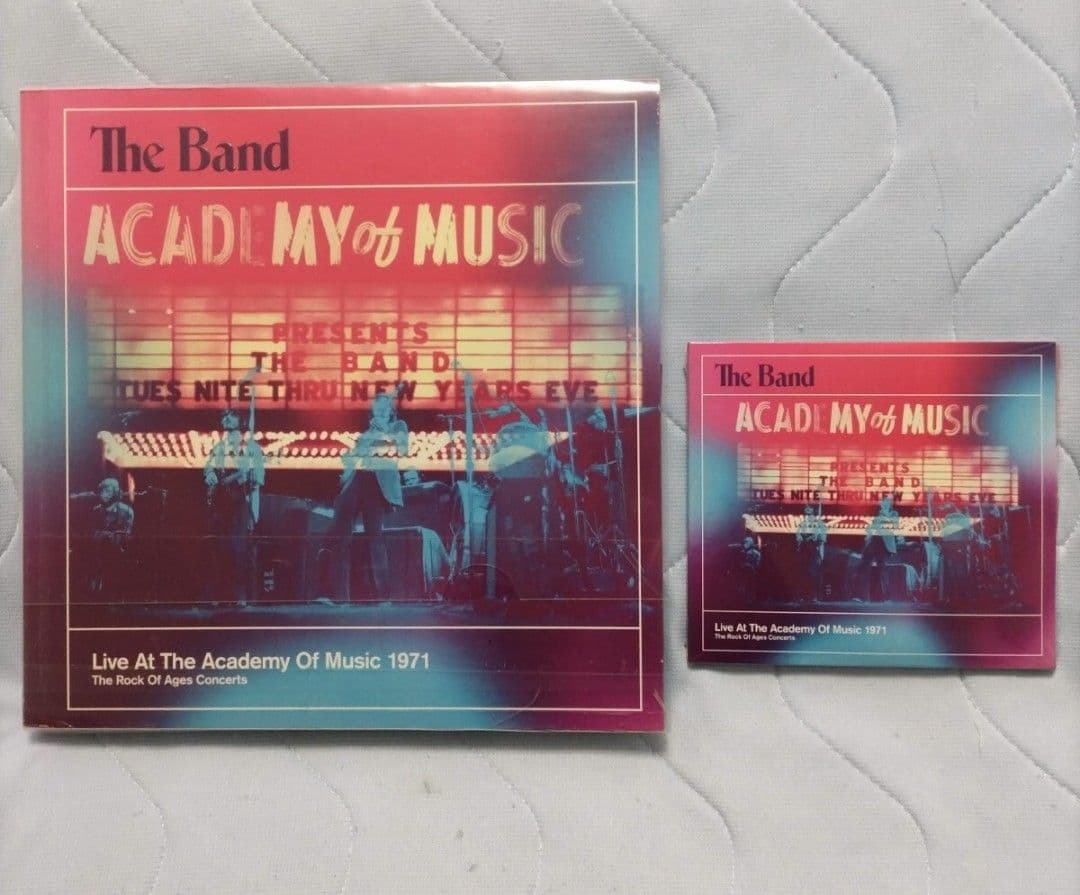 The Band
ACADEMY of MUSIC
PRESENTS
THE BAND
TUES NITE THRU NEW YEARS EVE
Live At The Academy Of Music 1971
The Rock Of Ages Concerts
The Band
ACADEMY of MUSIC
PRESENTS
THE BAND
TUES NITE THRU NEW YEARS EVE
Live At The Academy Of Music 1971
The Rock Of Ages Concerts